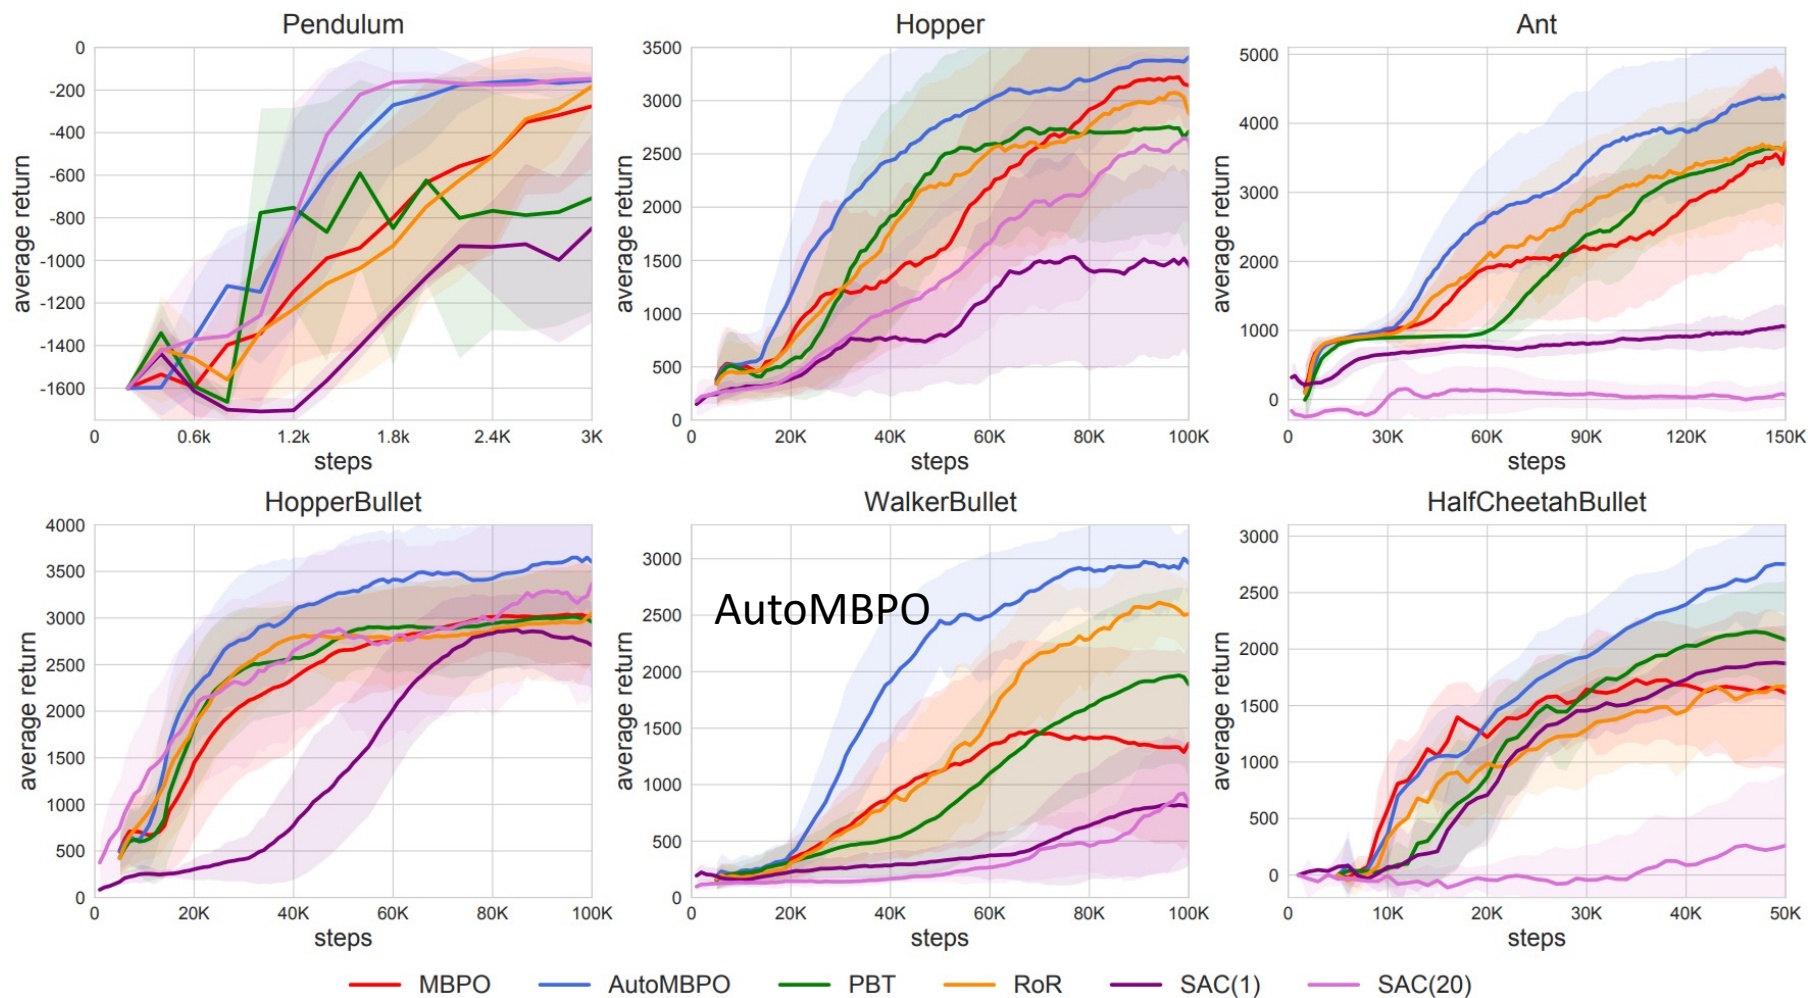 Pendulum
0
-200
-400
-600
-800
-1000
-1200
-1400
-1600
average return
0 0.6k 1.2K 1.8K 2.4K 3K
steps
Hopper
3500
3000
2500
2000
1500
1000
500
0
average return
0 20K 40K 60K 80K 100K
steps
Ant
5000
4000
3000
2000
1000
0
average return
0 30K 60K 90K 120K 150K
steps
HopperBullet
4000
3500
3000
2500
2000
1500
1000
500
0
average return
0 20K 40K 60K 80K 100K
steps
WalkerBullet
3000
2500
2000
1500
1000
500
0
average return
AutoMBPO
0 20K 40K 60K 80K 100K
steps
HalfCheetahBullet
3000
2500
2000
1500
1000
500
0
average return
0 10K 20K 30K 40K 50K
steps
MBPO AutoMBPO PBT RoR SAC(1) SAC(20)